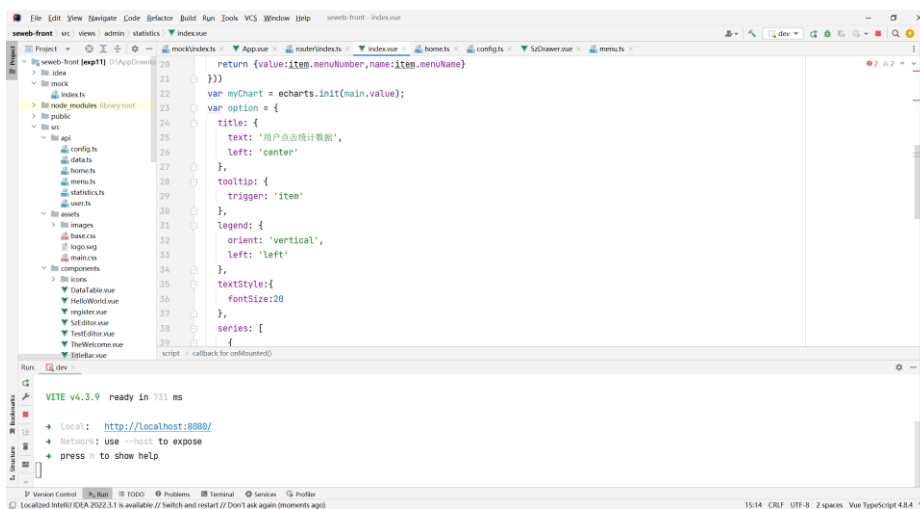 File Edit View Navigate Code Refactor Build Run Tools VCS Window Help seweb-front - index.vue
seweb-front src views admin statistics index.vue
dev
Project
mock\index.ts App.vue router\index.ts index.vue home.ts config.ts SzDrawer.vue menu.ts
Project
seweb-front [exp11] D:\AppDownlo
.idea
mock
index.ts
node_modules library root
public
src
api
config.ts
data.ts
home.ts
menu.ts
statistics.ts
user.ts
assets
images
base.css
logo.svg
main.css
components
icons
DataTable.vue
HelloWorld.vue
register.vue
SzEditor.vue
TestEditor.vue
TheWelcome.vue
TitleBar.vue
20 return {value:item.menuNumber,name:item.menuName}
21 }))
22 var myChart = echarts.init(main.value);
23 var option = {
24 title: {
25 text: '用户点击统计数据',
26 left: 'center'
27 },
28 tooltip: {
29 trigger: 'item'
30 },
31 legend: {
32 orient: 'vertical',
33 left: 'left'
34 },
35 textStyle:{
36 fontSize:20
37 },
38 series: [
39 {
2 2
script callback for onMounted()
Run: dev
VITE v4.3.9 ready in 731 ms
➜ Local: http://localhost:8080/
➜ Network: use --host to expose
➜ press h to show help
Bookmarks
Structure
Version Control Run TODO Problems Terminal Services Profiler
Localized IntelliJ IDEA 2022.3.1 is available // Switch and restart // Don't ask again (moments ago)
15:14 CRLF UTF-8 2 spaces Vue TypeScript 4.8.4